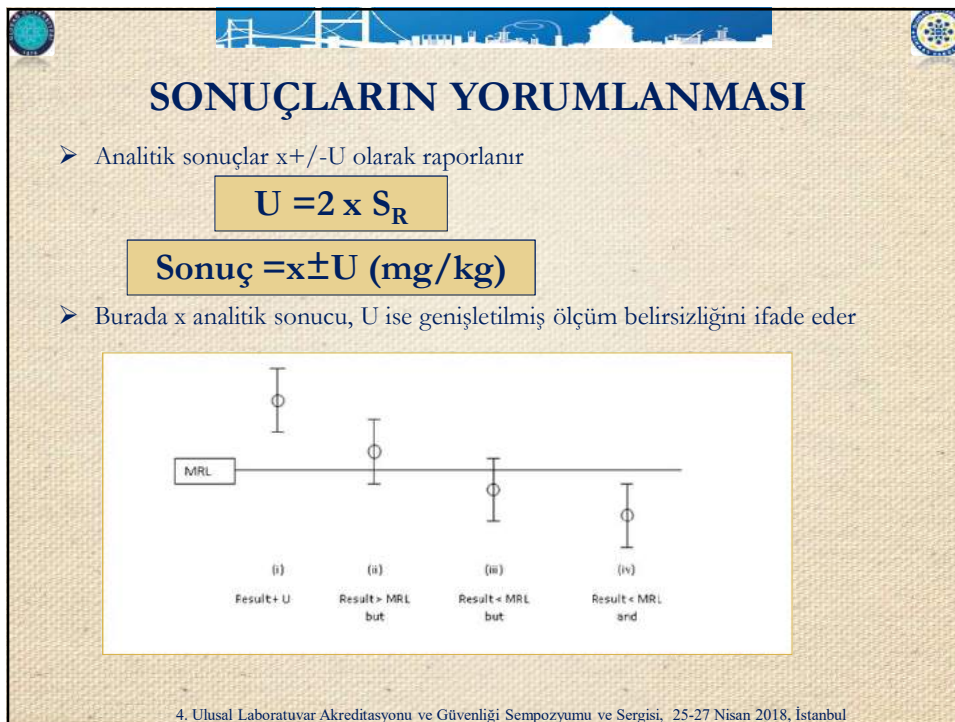 SONUÇLARIN YORUMLANMASI
➢ Analitik sonuçlar x+/-U olarak raporlanır
U =2 x S_R
Sonuç =x±U (mg/kg)
➢ Burada x analitik sonucu, U ise genişletilmiş ölçüm belirsizliğini ifade eder
MRL
(i) (ii) (iii) (iv)
Result+ U Result> MRL Result< MRL Result< MRL
but but and
4. Ulusal Laboratuvar Akreditasyonu ve Güvenliği Sempozyumu ve Sergisi, 25-27 Nisan 2018, İstanbul